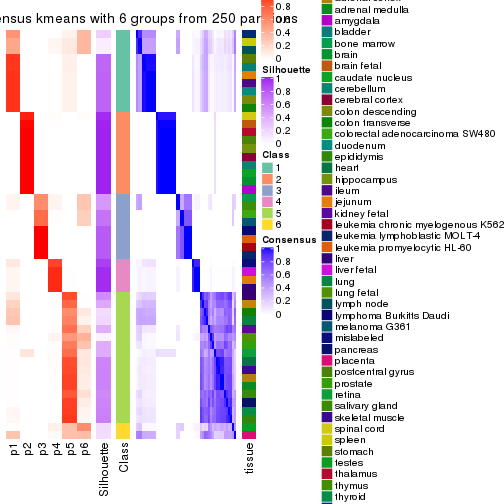 ensus kmeans with 6 groups from 250 par
ons
0.8
0.6
0.4
0.2
0
Silhouette
1
0.8
0.6
0.4
0.2
0
Class
1
2
3
4
5
6
Consensus
1
0.8
0.6
0.4
0.2
0
p1
p2
p3
p4
p5
p6
Silhouette
Class
tissue
adrenal medulla
amygdala
bladder
bone marrow
brain
brain fetal
caudate nucleus
cerebellum
cerebral cortex
colon descending
colon transverse
colorectal adenocarcinoma SW480
duodenum
epididymis
heart
hippocampus
ileum
jejunum
kidney fetal
leukemia chronic myelogenous K562
leukemia lymphoblastic MOLT-4
leukemia promyelocytic HL-60
liver
liver fetal
lung
lung fetal
lymph node
lymphoma Burkitts Daudi
melanoma G361
mislabeled
pancreas
placenta
postcentral gyrus
prostate
retina
salivary gland
skeletal muscle
spinal cord
spleen
stomach
testes
thalamus
thymus
thyroid